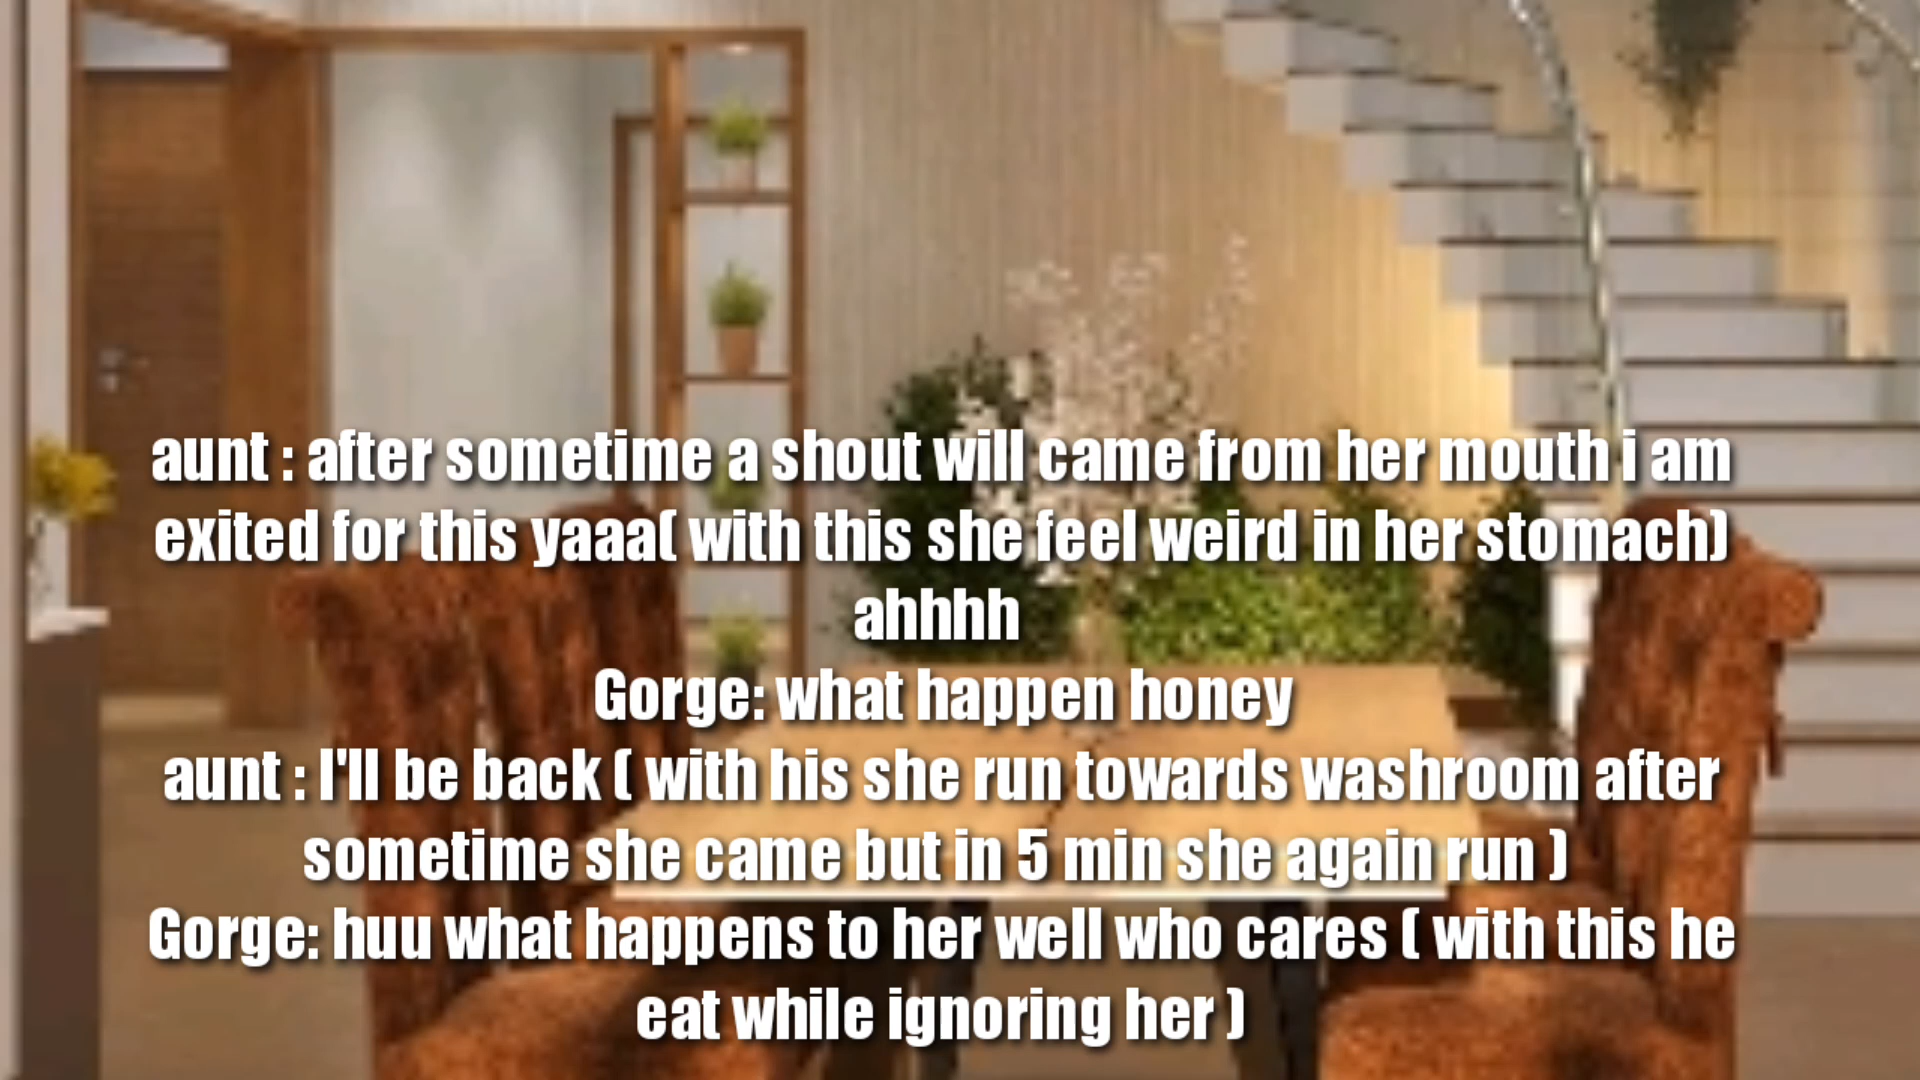 aunt : after sometime a shout will came from her mouth i am
exited for this yaaa( with this she feel weird in her stomach)
ahhhh
Gorge: what happen honey
aunt : I'll be back ( with his she run towards washroom after
sometime she came but in 5 min she again run )
Gorge: huu what happens to her well who cares ( with this he
eat while ignoring her )